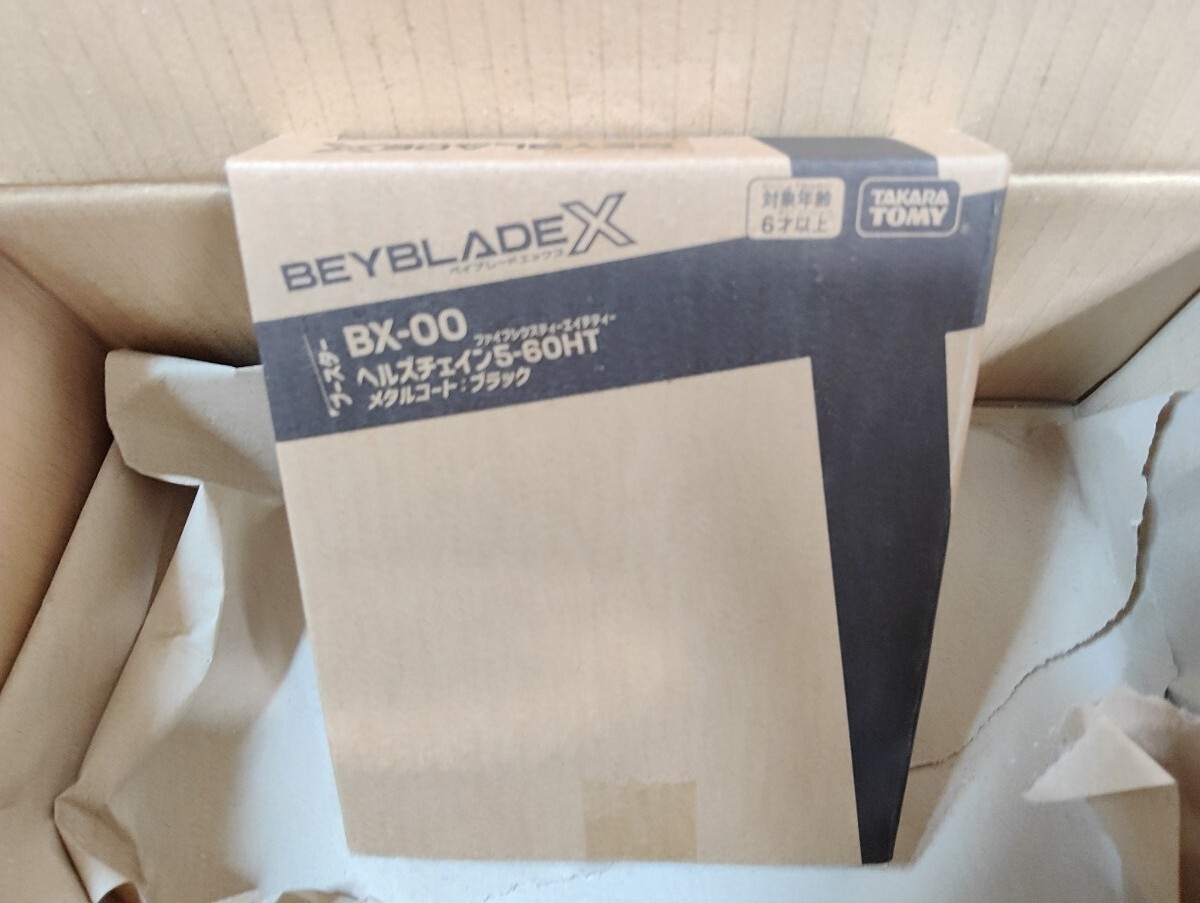 BEYBLADE X
BEYBLADE X
BEYBLADE X
ベイブレードエックス
対象年齢
6才以上
TAKARA
TOMY
ブースター
BX-00
ファイブシックスティーエイチティー
ヘルズチェイン5-60HT
メタルコート:ブラック